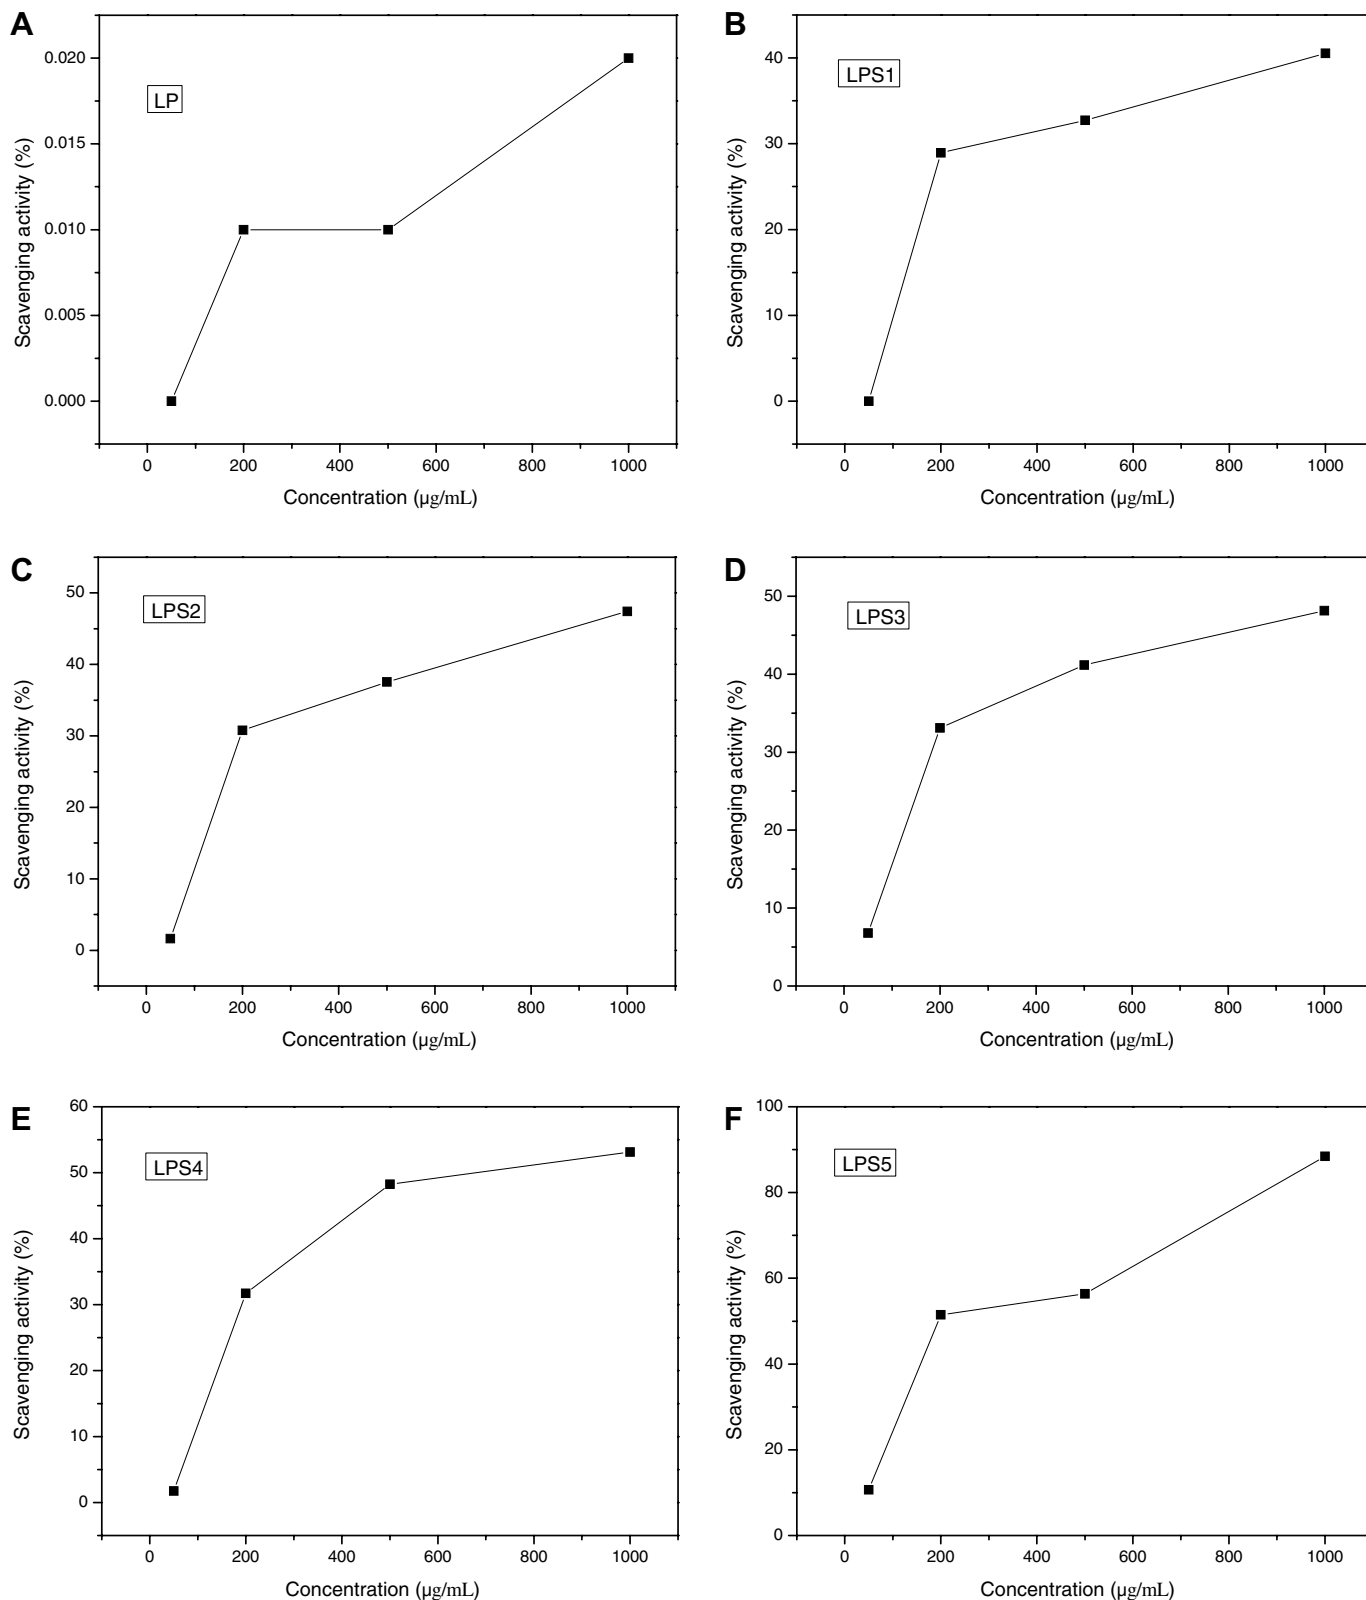 A
LP
Scavenging activity (%)
0.020
0.015
0.010
0.005
0.000
0 200 400 600 800 1000
Concentration (µg/mL)
B
LPS1
Scavenging activity (%)
40
30
20
10
0
0 200 400 600 800 1000
Concentration (µg/mL)
C
LPS2
Scavenging activity (%)
50
40
30
20
10
0
0 200 400 600 800 1000
Concentration (µg/mL)
D
LPS3
Scavenging activity (%)
50
40
30
20
10
0
0 200 400 600 800 1000
Concentration (µg/mL)
E
LPS4
Scavenging activity (%)
60
50
40
30
20
10
0
0 200 400 600 800 1000
Concentration (µg/mL)
F
LPS5
Scavenging activity (%)
100
80
60
40
20
0
0 200 400 600 800 1000
Concentration (µg/mL)